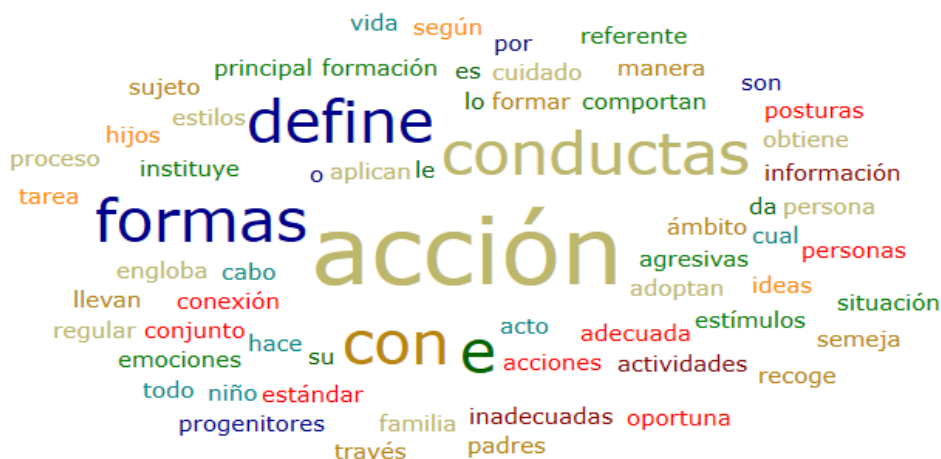 vida según por referente
principal formación es cuidado manera
sujeto son
estilos define lo formar comportan posturas
hijos conductas obtiene
proceso instituye o aplican le información
tarea formas acción da persona
ámbito cual personas
engloba cabo agresivas
llevan conexión adoptan ideas situación
regular conjunto hace su con e acto adecuada estímulos semeja
emociones acciones actividades recoge
todo niño estándar
progenitores familia inadecuadas oportuna
través padres